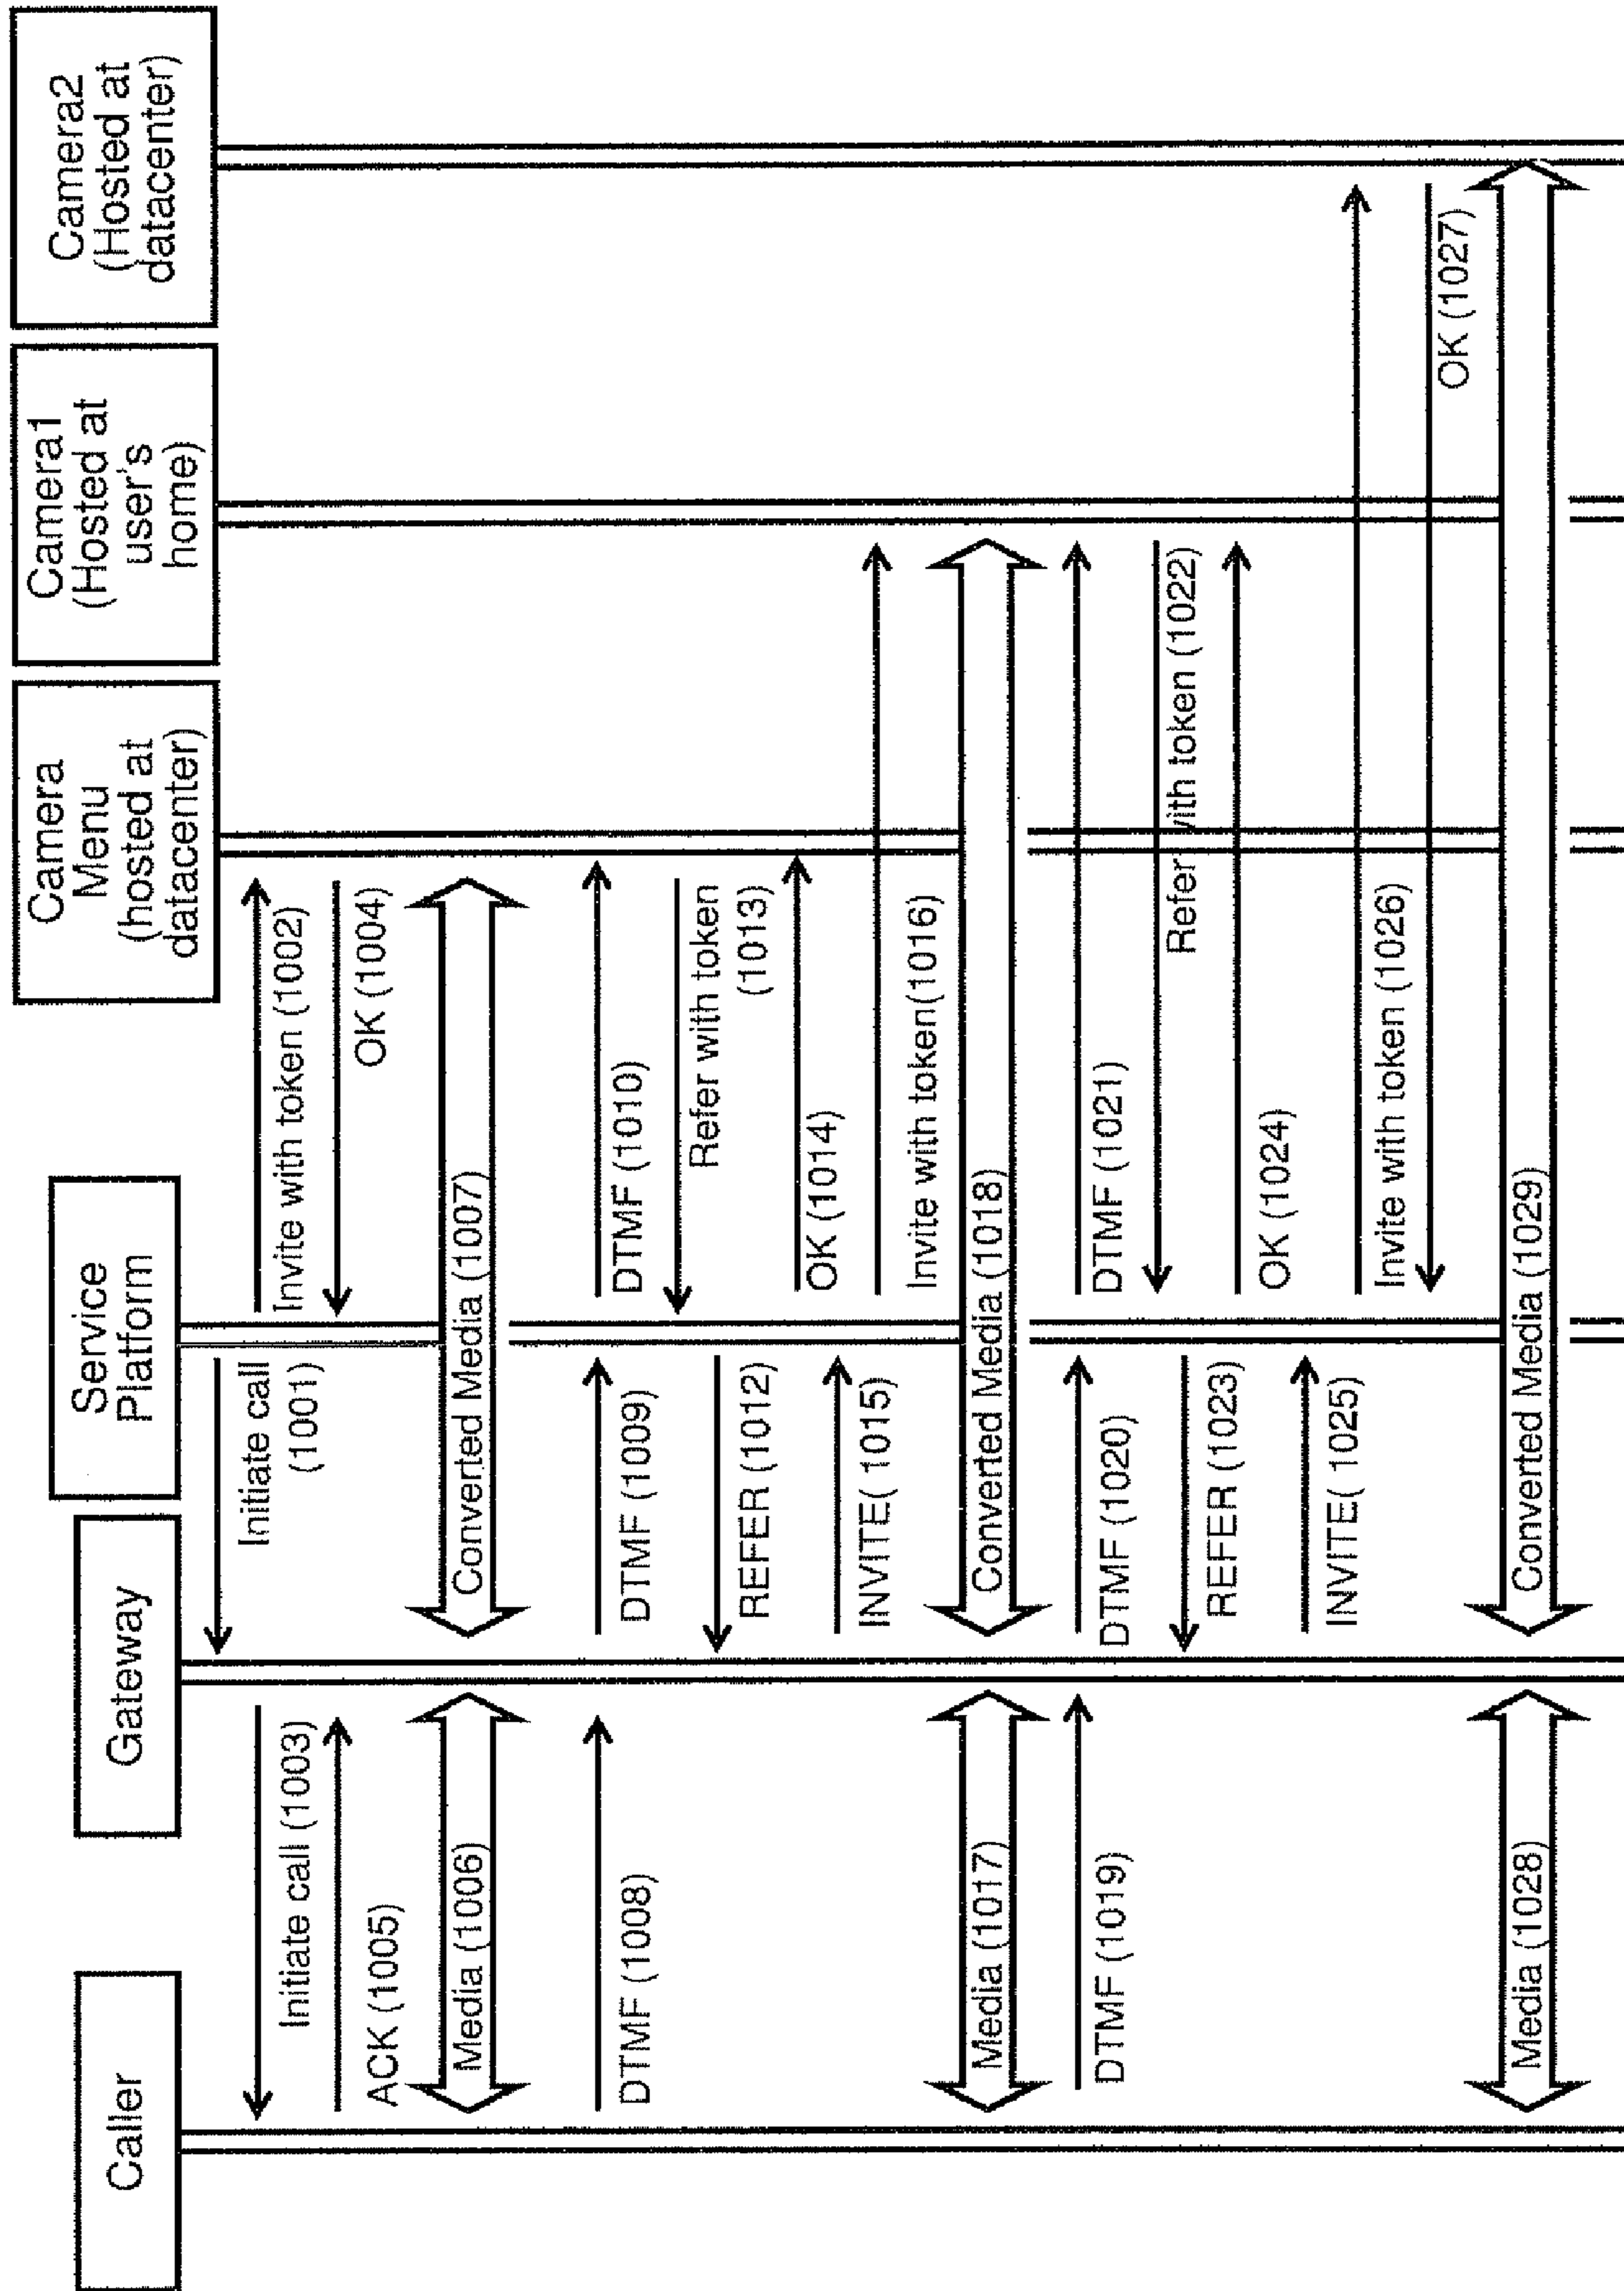 Caller
Gateway
Service
Platform
Camera
Menu
(hosted at
datacenter)
Camera1
(Hosted at
user's
home)
Camera2
(Hosted at
datacenter)
Initiate call
(1001)
Invite with token (1002)
Initiate call (1003)
OK (1004)
ACK (1005)
Media (1006)
Converted Media (1007)
DTMF (1008)
DTMF (1009)
DTMF (1010)
REFER (1012)
Refer with token
(1013)
OK (1014)
INVITE( 1015)
Invite with token(1016)
Media (1017)
Converted Media (1018)
DTMF (1019)
DTMF (1020)
DTMF (1021)
Refer with token (1022)
REFER (1023)
OK (1024)
INVITE( 1025)
Invite with token (1026)
OK (1027)
Media (1028)
Converted Media (1029)